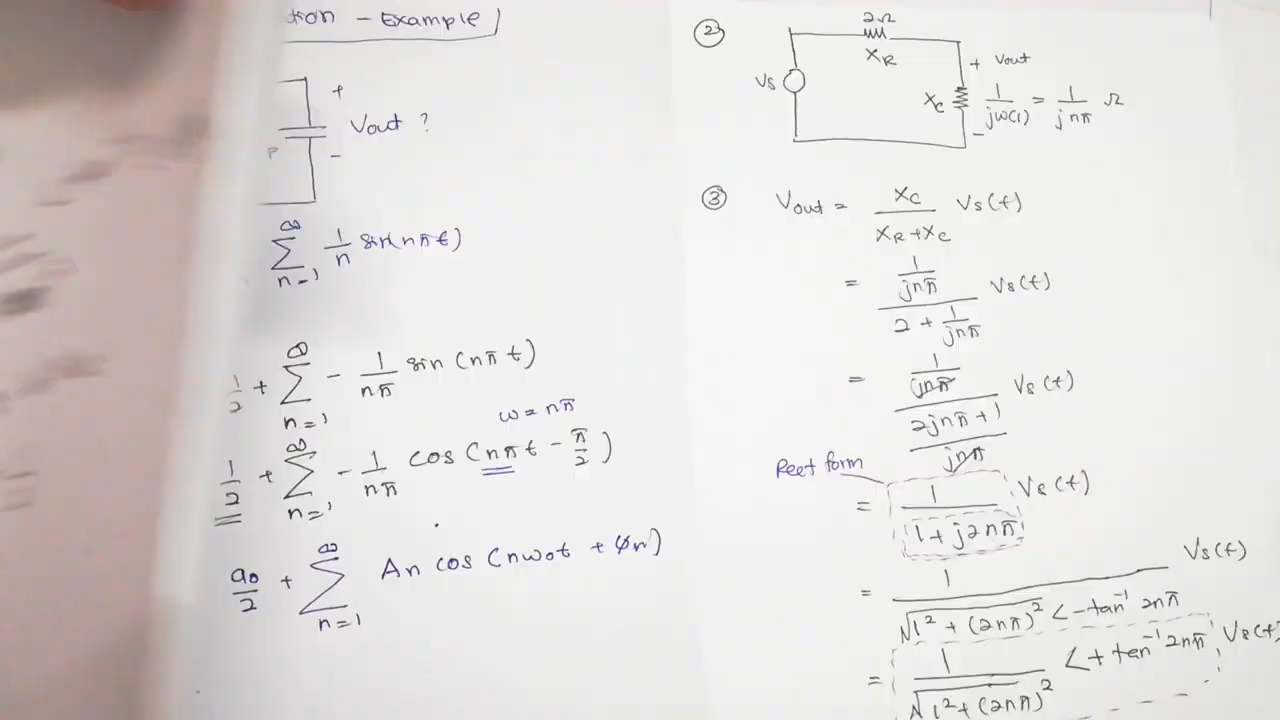 tion - Example
+
Vout ?
P
-
∞
∑ 1/n sin(nπt)
n=1
1/2 + ∑_{n=1}^{∞} - 1/nπ sin (nπt)
ω = nπ
1/2 + ∑_{n=1}^{∞} - 1/nπ cos (nπt - π/2)
a0/2 + ∑_{n=1}^{∞} An cos (nω0t + φn)
②
2Ω
XR
Vs
+ Vout
XC 1/jω(1) = 1/jnπ Ω
-
③ Vout = XC/(XR+XC) Vs(t)
= (1/jnπ)/(2 + 1/jnπ) Vs(t)
= (1/jnπ)/((2jnπ+1)/jnπ) Vs(t)
Rect form
= 1/(1+j2nπ) Vs(t)
= 1/(√(1² + (2nπ)²) <-tan⁻¹ 2nπ) Vs(t)
= 1/√(1²+(2nπ)²) <+tan⁻¹ 2nπ Vs(t)